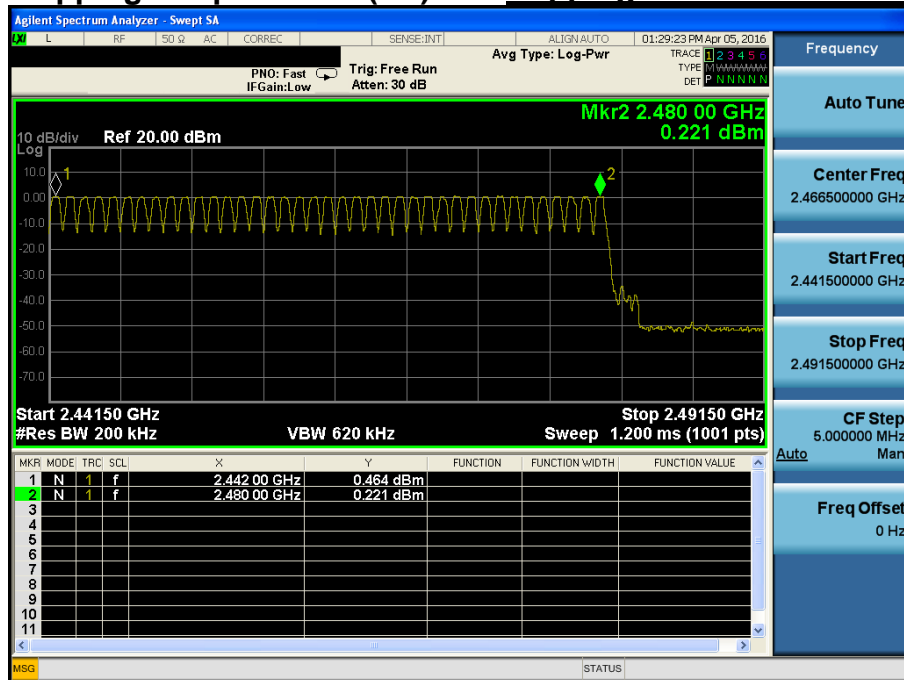 Agilent Spectrum Analyzer - Swept SA
LXI L RF 50 Ω AC CORREC SENSE:INT ALIGN AUTO 01:29:23 PM Apr 05, 2016
Avg Type: Log-Pwr TRACE 1 2 3 4 5 6
PNO: Fast Trig: Free Run TYPE M W W W W W
IFGain:Low Atten: 30 dB DET P N N N N N
Mkr2 2.480 00 GHz
0.221 dBm
10 dB/div Ref 20.00 dBm
Log
10.0
0.00
-10.0
-20.0
-30.0
-40.0
-50.0
-60.0
-70.0
1
2
Start 2.44150 GHz Stop 2.49150 GHz
#Res BW 200 kHz VBW 620 kHz Sweep 1.200 ms (1001 pts)
MKR MODE TRC SCL X Y FUNCTION FUNCTION WIDTH FUNCTION VALUE
1 N 1 f 2.442 00 GHz 0.464 dBm
2 N 1 f 2.480 00 GHz 0.221 dBm
3
4
5
6
7
8
9
10
11
MSG STATUS
Frequency
Auto Tune
Center Freq
2.466500000 GHz
Start Freq
2.441500000 GHz
Stop Freq
2.491500000 GHz
CF Step
5.000000 MHz
Auto Man
Freq Offset
0 Hz